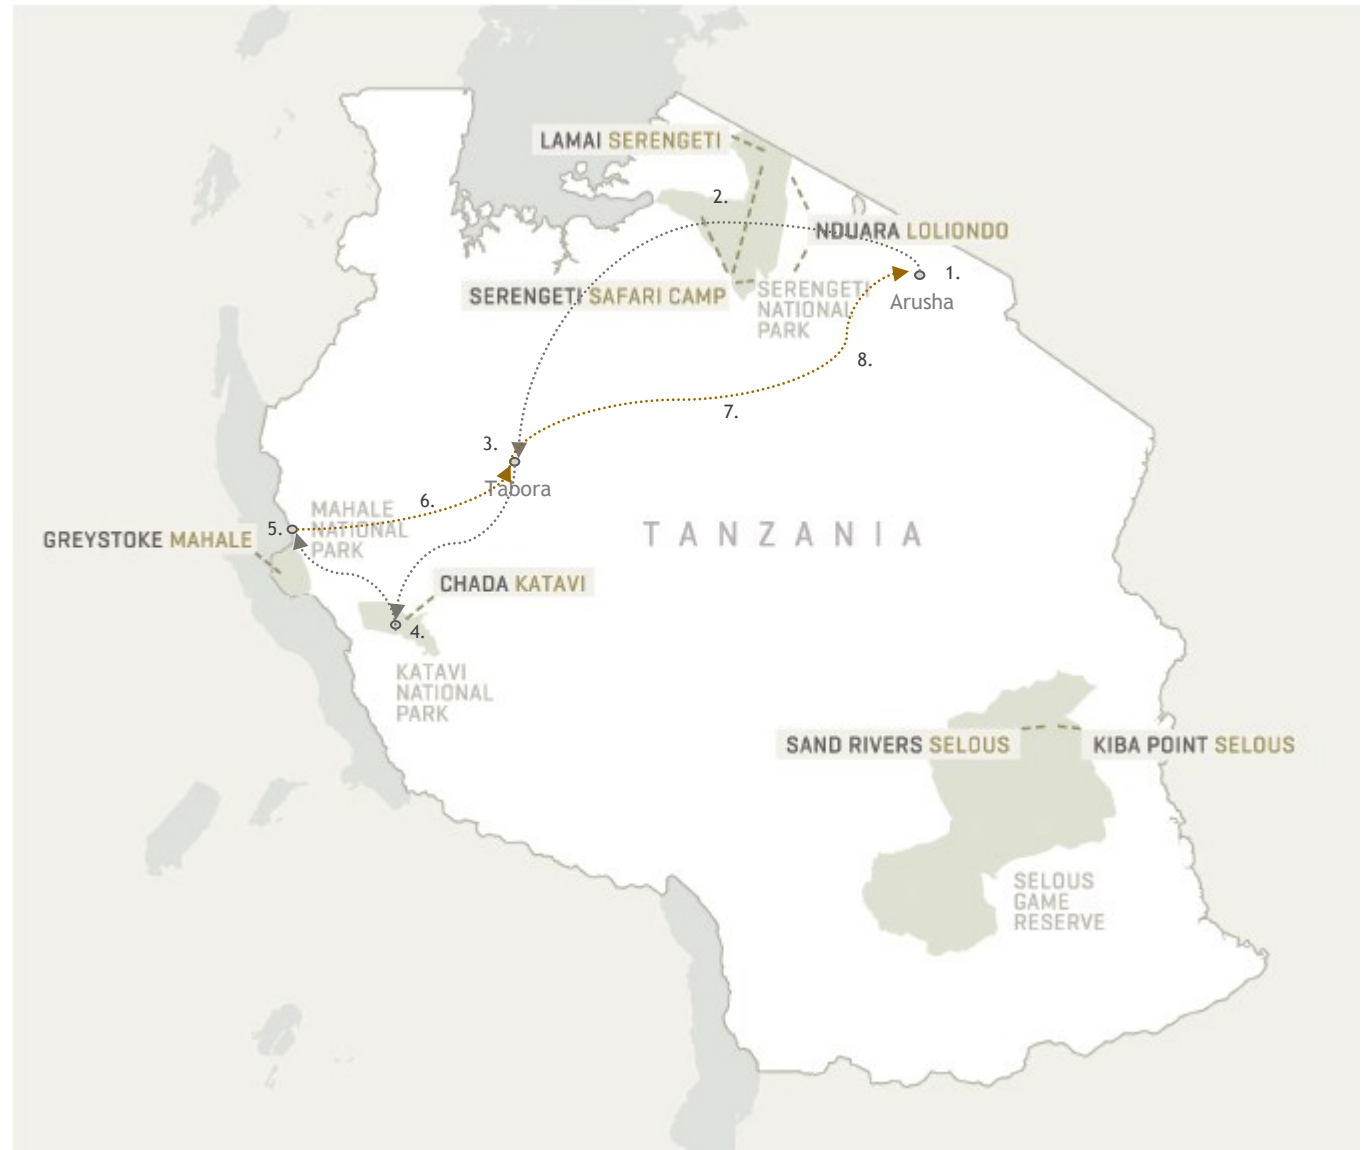 LAMAI SERENGETI
2.
NDUARA LOLIONDO
1.
Arusha
SERENGETI SAFARI CAMP
SERENGETI
NATIONAL
PARK
8.
7.
3.
Tabora
6.
MAHALE
NATIONAL
PARK
5.
GREYSTOKE MAHALE
TANZANIA
CHADA KATAVI
4.
KATAVI
NATIONAL
PARK
SAND RIVERS SELOUS
KIBA POINT SELOUS
SELOUS
GAME
RESERVE